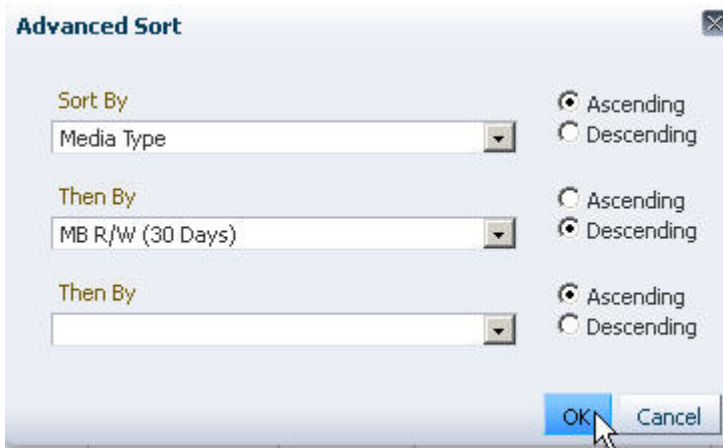 Advanced Sort
Sort By
Media Type
Ascending
Descending
Then By
MB R/W (30 Days)
Ascending
Descending
Then By
Ascending
Descending
OK
Cancel